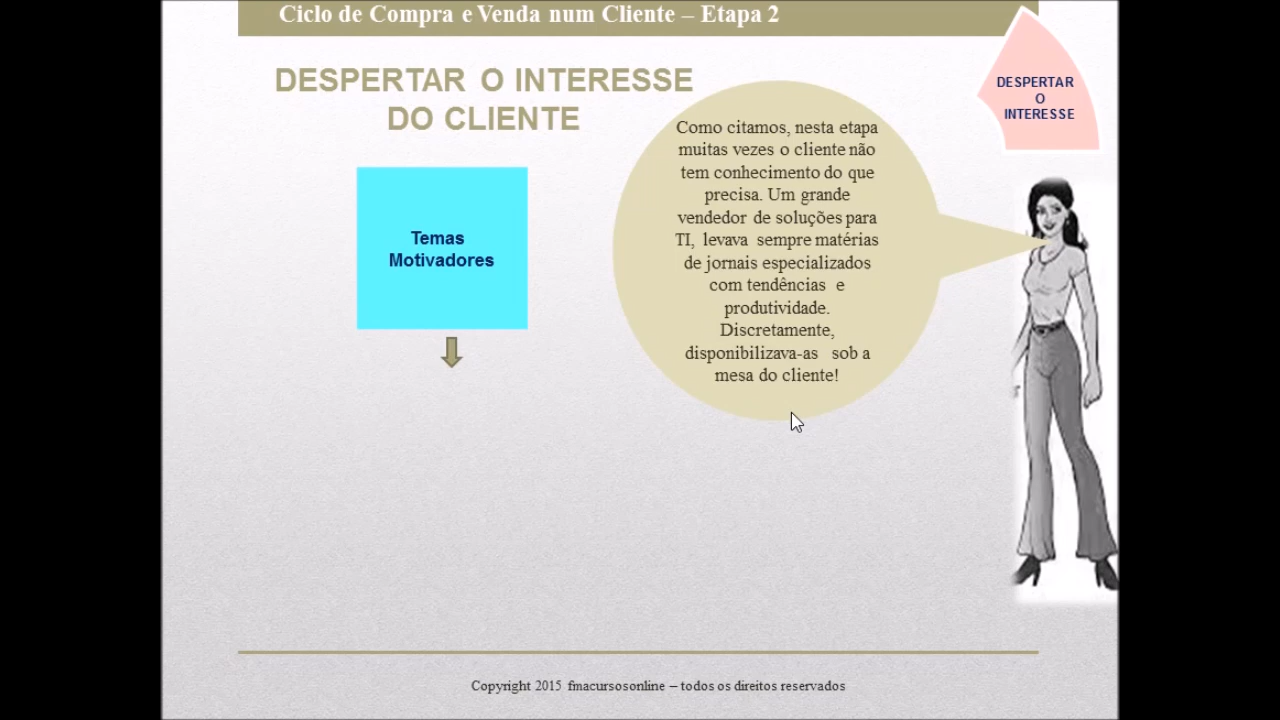 Ciclo de Compra e Venda num Cliente – Etapa 2
DESPERTAR O INTERESSE
DO CLIENTE
DESPERTAR
O
INTERESSE
Temas
Motivadores
Como citamos, nesta etapa
muitas vezes o cliente não
tem conhecimento do que
precisa. Um grande
vendedor de soluções para
TI, levava sempre matérias
de jornais especializados
com tendências e
produtividade.
Discretamente,
disponibilizava-as sob a
mesa do cliente!
Copyright 2015 fmacursosonline – todos os direitos reservados